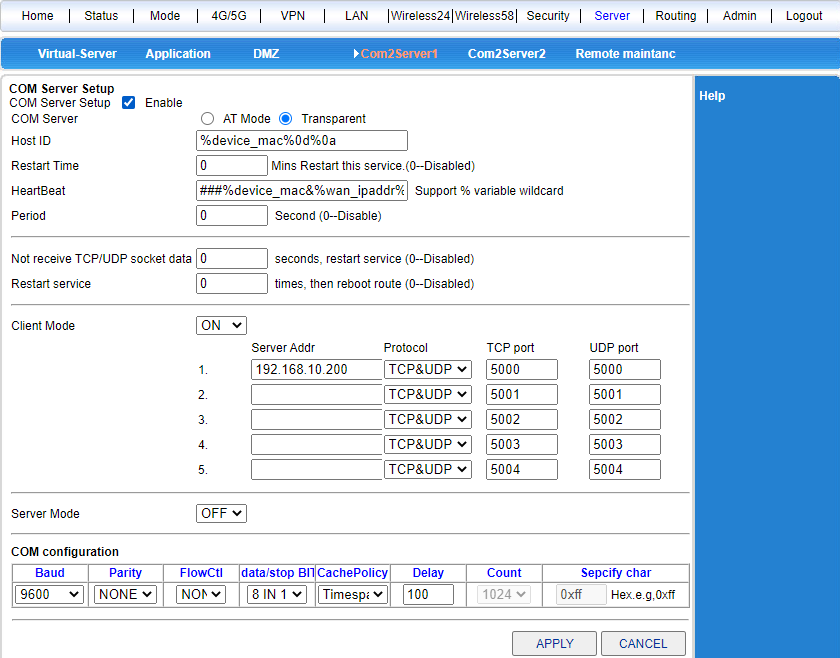 Home Status Mode 4G/5G VPN LAN Wireless24 Wireless58 Security Server Routing Admin Logout
Virtual-Server Application DMZ Com2Server1 Com2Server2 Remote maintanc
COM Server Setup
Help
COM Server Setup Enable
COM Server AT Mode Transparent
Host ID %device_mac%0d%0a
Restart Time 0 Mins Restart this service.(0--Disabled)
HeartBeat ###%device_mac&%wan_ipaddr% Support % variable wildcard
Period 0 Second (0--Disable)
Not receive TCP/UDP socket data 0 seconds, restart service (0--Disabled)
Restart service 0 times, then reboot route (0--Disabled)
Client Mode ON
Server Addr Protocol TCP port UDP port
1. 192.168.10.200 TCP&UDP 5000 5000
2. TCP&UDP 5001 5001
3. TCP&UDP 5002 5002
4. TCP&UDP 5003 5003
5. TCP&UDP 5004 5004
Server Mode OFF
COM configuration
Baud Parity FlowCtl data/stop BIT CachePolicy Delay Count Sepcify char
9600 NONE NON 8 IN 1 Timespa 100 1024 0xff Hex.e.g,0xff
APPLY CANCEL